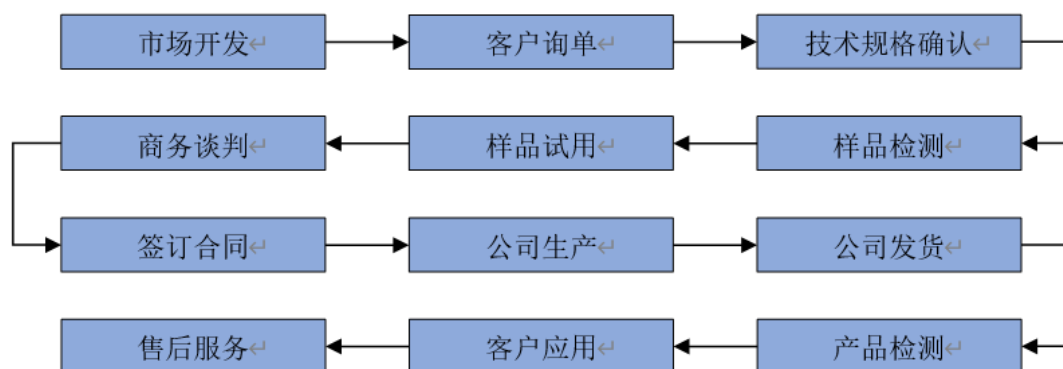 市场开发
客户询单
技术规格确认
商务谈判
样品试用
样品检测
签订合同
公司生产
公司发货
售后服务
客户应用
产品检测